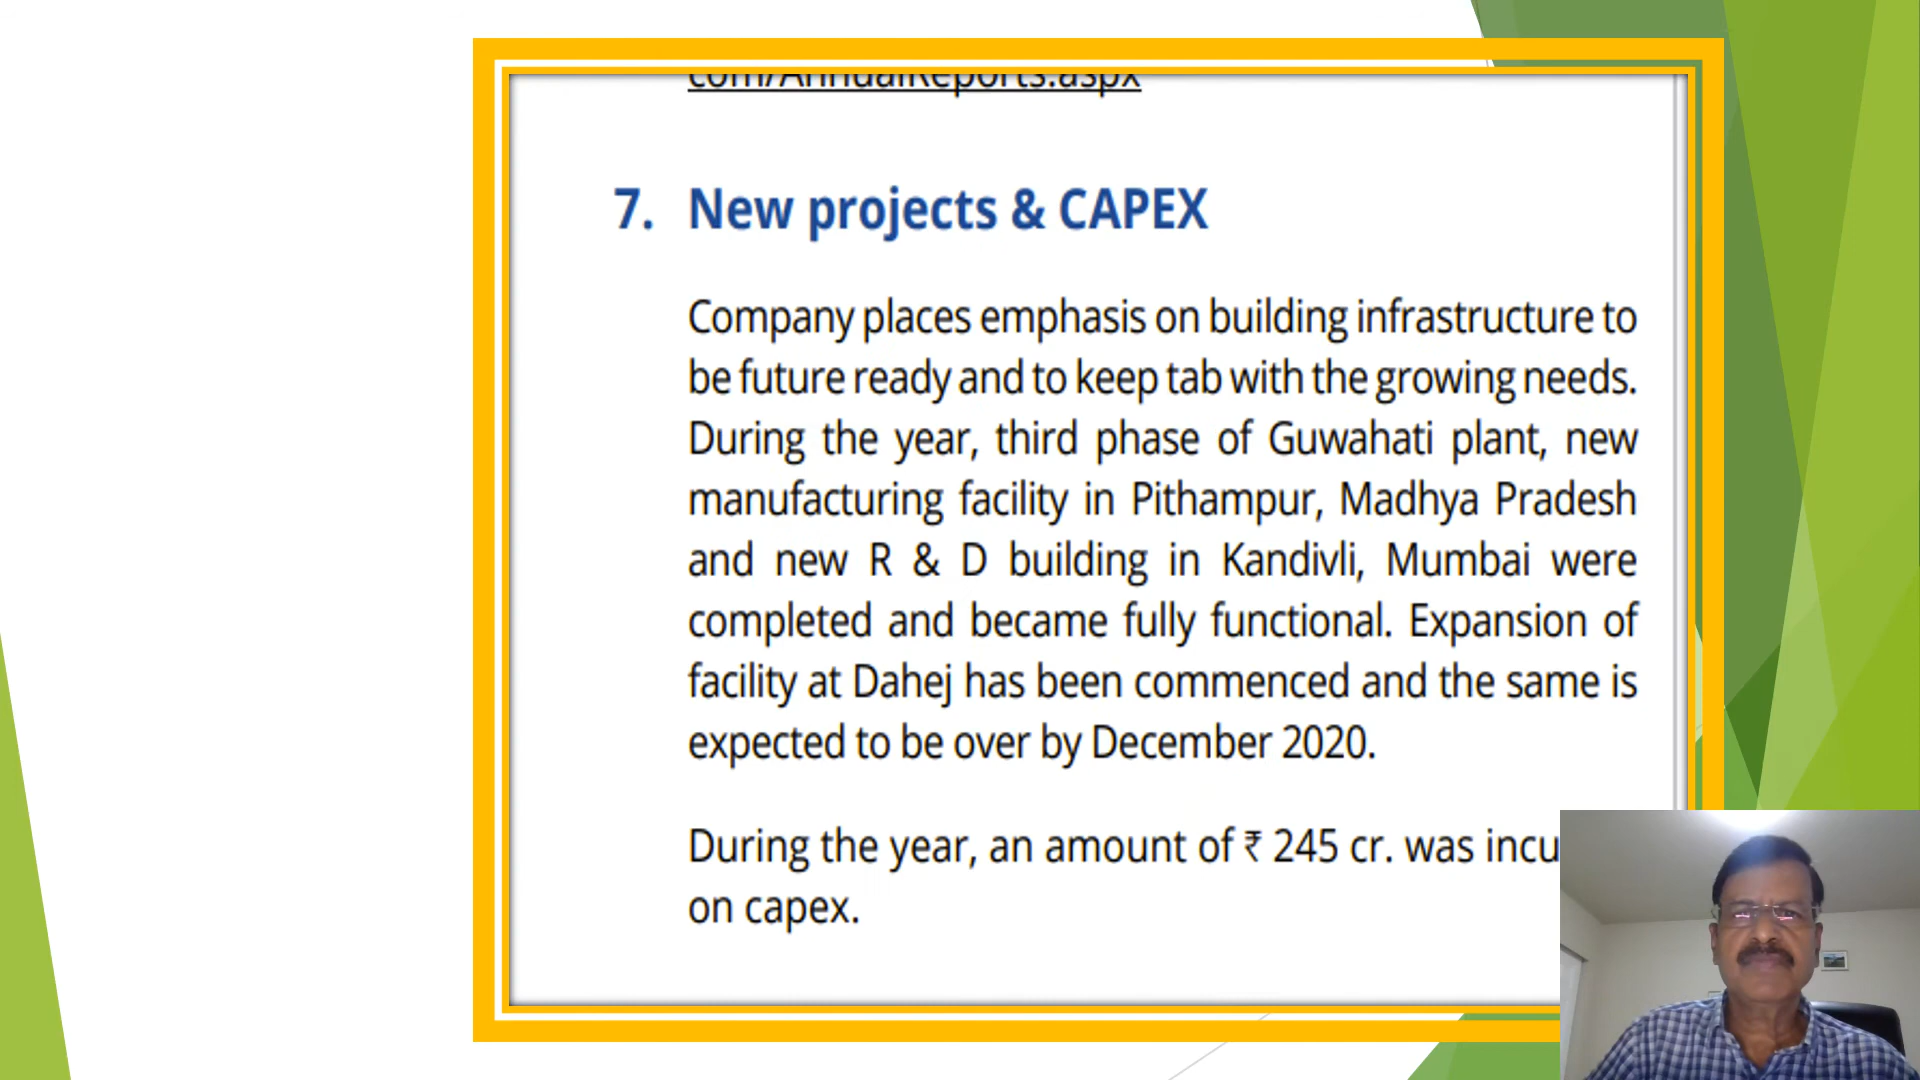 com/AnnualReports.aspx
7. New projects & CAPEX
Company places emphasis on building infrastructure to
be future ready and to keep tab with the growing needs.
During the year, third phase of Guwahati plant, new
manufacturing facility in Pithampur, Madhya Pradesh
and new R & D building in Kandivli, Mumbai were
completed and became fully functional. Expansion of
facility at Dahej has been commenced and the same is
expected to be over by December 2020.
During the year, an amount of ₹ 245 cr. was incu
on capex.